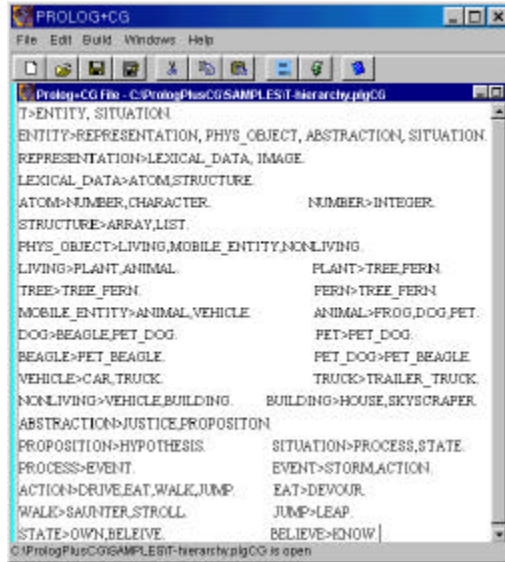 PROLOG+CG
File Edit Build Windows Help
Prolog+CG File - C:\PrologPlusCG\SAMPLES\T-hierarchy.plgCG
T>ENTITY, SITUATION.
ENTITY>REPRESENTATION, PHYS_OBJECT, ABSTRACTION, SITUATION.
REPRESENTATION>LEXICAL_DATA, IMAGE.
LEXICAL_DATA>ATOM,STRUCTURE.
ATOM>NUMBER,CHARACTER. NUMBER>INTEGER.
STRUCTURE>ARRAY,LIST.
PHYS_OBJECT>LIVING,MOBILE_ENTITY,NONLIVING.
LIVING>PLANT,ANIMAL. PLANT>TREE,FERN.
TREE>TREE_FERN. FERN>TREE_FERN.
MOBILE_ENTITY>ANIMAL,VEHICLE. ANIMAL>FROG,DOG,PET.
DOG>BEAGLE,PET_DOG. PET>PET_DOG.
BEAGLE>PET_BEAGLE. PET_DOG>PET_BEAGLE.
VEHICLE>CAR,TRUCK. TRUCK>TRAILER_TRUCK.
NONLIVING>VEHICLE,BUILDING. BUILDING>HOUSE,SKYSCRAPER.
ABSTRACTION>JUSTICE,PROPOSITON.
PROPOSITION>HYPOTHESIS. SITUATION>PROCESS,STATE.
PROCESS>EVENT. EVENT>STORM,ACTION.
ACTION>DRIVE,EAT,WALK,JUMP. EAT>DEVOUR.
WALK>SAUNTER,STROLL. JUMP>LEAP.
STATE>OWN,BELEIVE. BELIEVE>KNOW.
C:\PrologPlusCG\SAMPLES\T-hierarchy.plgCG is open